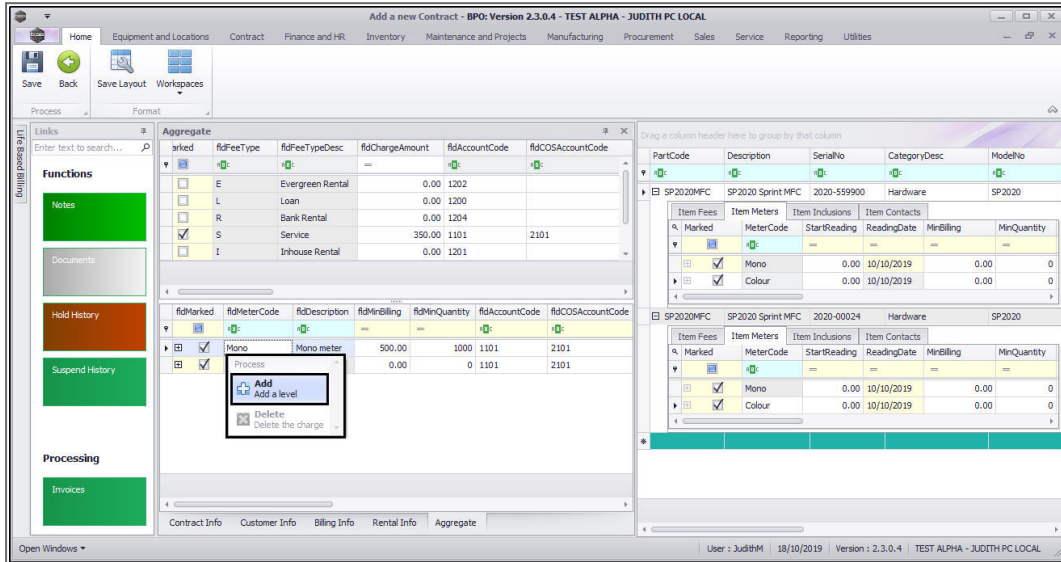 Add a new Contract - BPO: Version 2.3.0.4 - TEST ALPHA - JUDITH PC LOCAL
Home Equipment and Locations Contract Finance and HR Inventory Maintenance and Projects Manufacturing Procurement Sales Service Reporting Utilities
Save Back Save Layout Workspaces
Process Format
Life Based Billing
Links
Enter text to search...
Functions
Notes
Documents
Hold History
Suspend History
Processing
Invoices
Aggregate
arked fldFeeType fldFeeTypeDesc fldChargeAmount fldAccountCode fldCOSAccountCode
E Evergreen Rental 0.00 1202
L Loan 0.00 1200
R Bank Rental 0.00 1204
S Service 350.00 1101 2101
I Inhouse Rental 0.00 1201
fldMarked fldMeterCode fldDescription fldMinBilling fldMinQuantity fldAccountCode fldCOSAccountCode
Mono Mono meter 500.00 1000 1101 2101
0.00 0 1101 2101
Process
Add
Add a level
Delete
Delete the charge
Contract Info Customer Info Billing Info Rental Info Aggregate
Drag a column header here to group by that column
PartCode Description SerialNo CategoryDesc ModelNo
SP2020MFC SP2020 Sprint MFC 2020-559900 Hardware SP2020
Item Fees Item Meters Item Inclusions Item Contacts
Marked MeterCode StartReading ReadingDate MinBilling MinQuantity
Mono 0.00 10/10/2019 0.00 0
Colour 0.00 10/10/2019 0.00 0
SP2020MFC SP2020 Sprint MFC 2020-00024 Hardware SP2020
Item Fees Item Meters Item Inclusions Item Contacts
Marked MeterCode StartReading ReadingDate MinBilling MinQuantity
Mono 0.00 10/10/2019 0.00 0
Colour 0.00 10/10/2019 0.00 0
Open Windows User : JudithM 18/10/2019 Version : 2.3.0.4 TEST ALPHA - JUDITH PC LOCAL